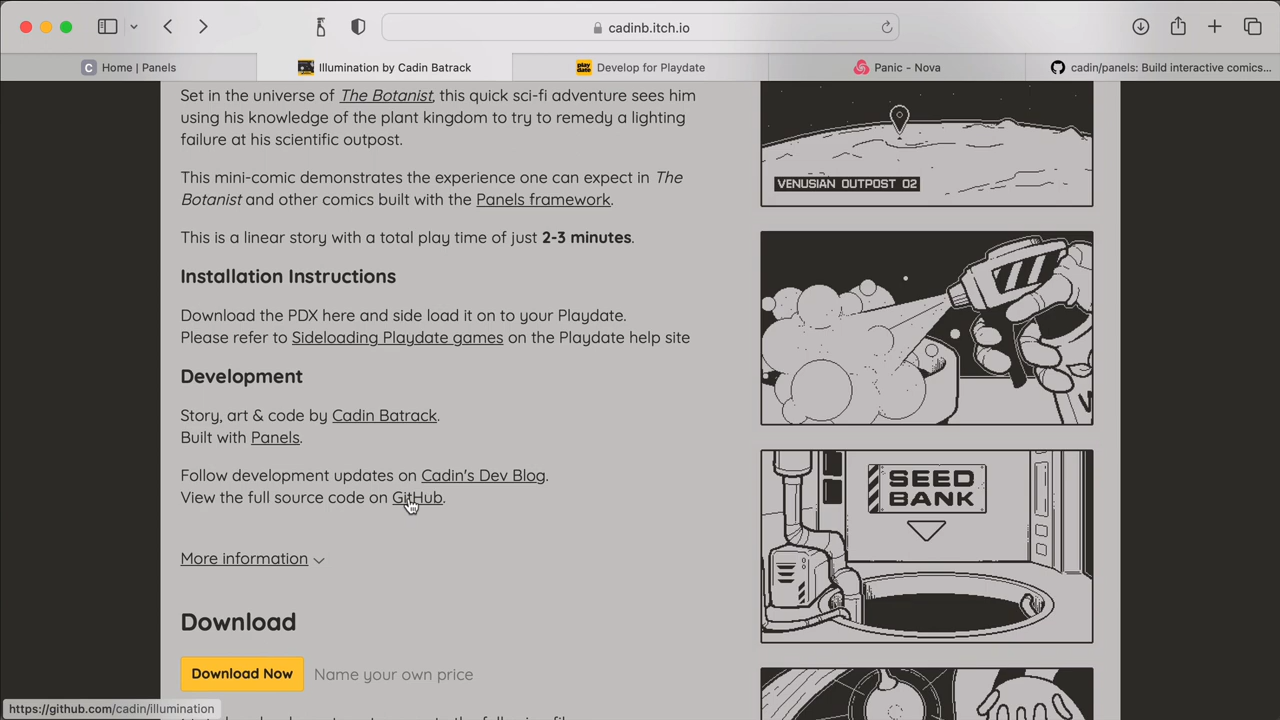 cadinb.itch.io
Home | Panels
Illumination by Cadin Batrack
play date
Develop for Playdate
Panic - Nova
cadin/panels: Build interactive comics...
Set in the universe of The Botanist, this quick sci-fi adventure sees him
using his knowledge of the plant kingdom to try to remedy a lighting
failure at his scientific outpost.
This mini-comic demonstrates the experience one can expect in The
Botanist and other comics built with the Panels framework.
This is a linear story with a total play time of just 2-3 minutes.
Installation Instructions
Download the PDX here and side load it on to your Playdate.
Please refer to Sideloading Playdate games on the Playdate help site
Development
Story, art & code by Cadin Batrack.
Built with Panels.
Follow development updates on Cadin's Dev Blog.
View the full source code on GitHub.
More information
Download
Download Now
Name your own price
https://github.com/cadin/illumination
VENUSIAN OUTPOST 02
SEED
BANK